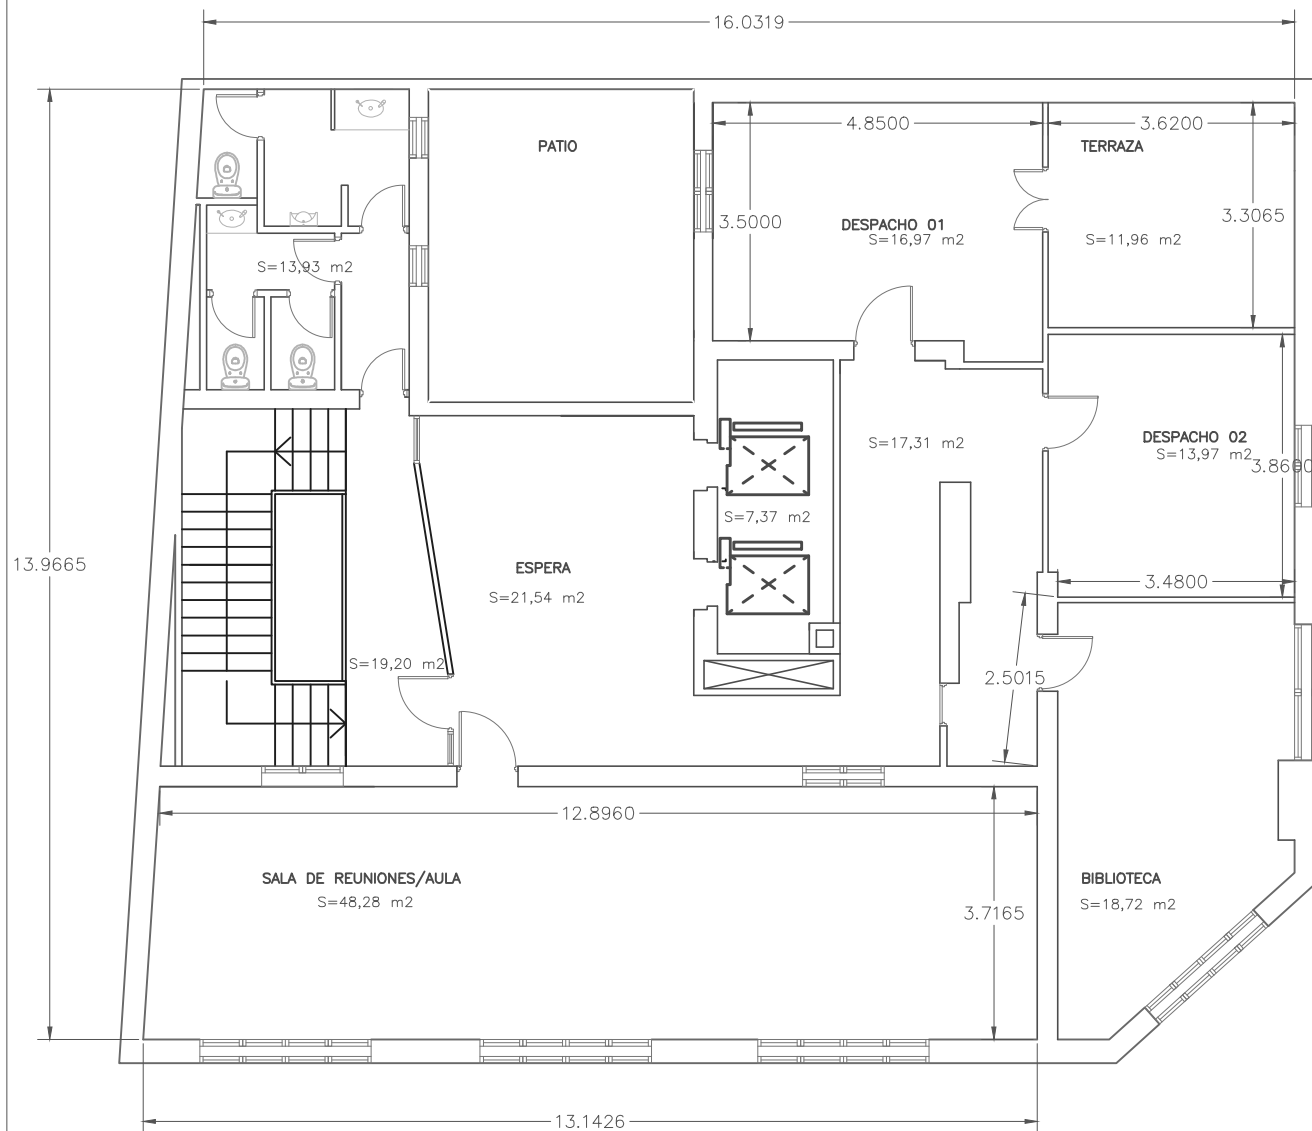 16.0319
4.8500
3.6200
PATIO
TERRAZA
3.5000
DESPACHO 01
S=16,97 m2
3.3065
S=11,96 m2
S=13,93 m2
DESPACHO 02
S=17,31 m2
S=13,97 m2
3.8600
S=7,37 m2
13.9665
ESPERA
S=21,54 m2
3.4800
S=19,20 m2
2.5015
12.8960
SALA DE REUNIONES/AULA
S=48,28 m2
BIBLIOTECA
S=18,72 m2
3.7165
13.1426